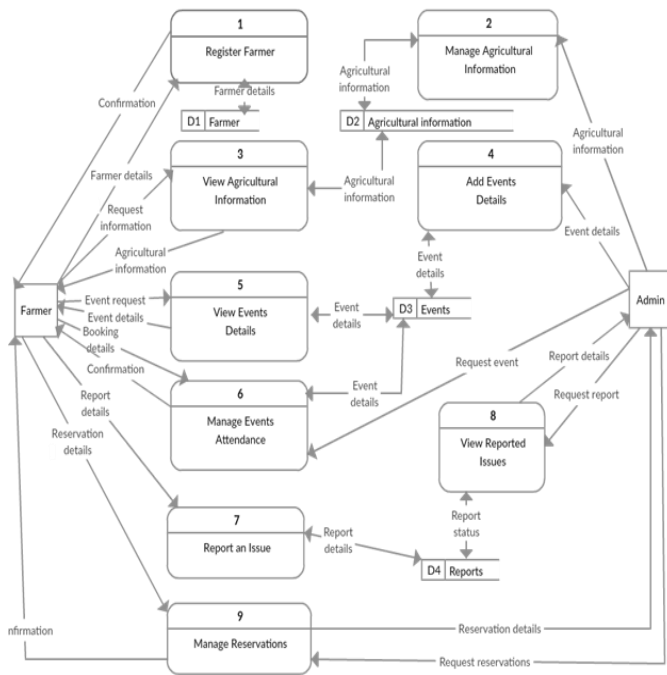 1
Register Farmer
2
Manage Agricultural
Information
Confirmation
Farmer details
Agricultural
information
D1 Farmer
D2 Agricultural information
Agricultural
information
3
View Agricultural
Information
Farmer details
Agricultural
information
4
Add Events
Details
Request
information
Event details
Agricultural
information
Event
details
5
View Events
Details
Farmer
Event request
Event details
Event
details
D3 Events
Admin
Booking
details
Confirmation
Request event
Report details
6
Manage Events
Attendance
Event
details
Request report
Report
details
8
View Reported
Issues
Reservation
details
7
Report an Issue
Report
status
Report
details
D4 Reports
9
Manage Reservations
nfirmation
Reservation details
Request reservations